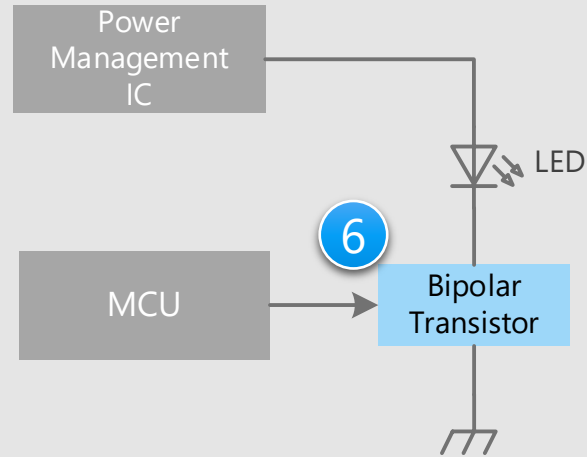 Power
Management
IC
LED
6
MCU
Bipolar
Transistor